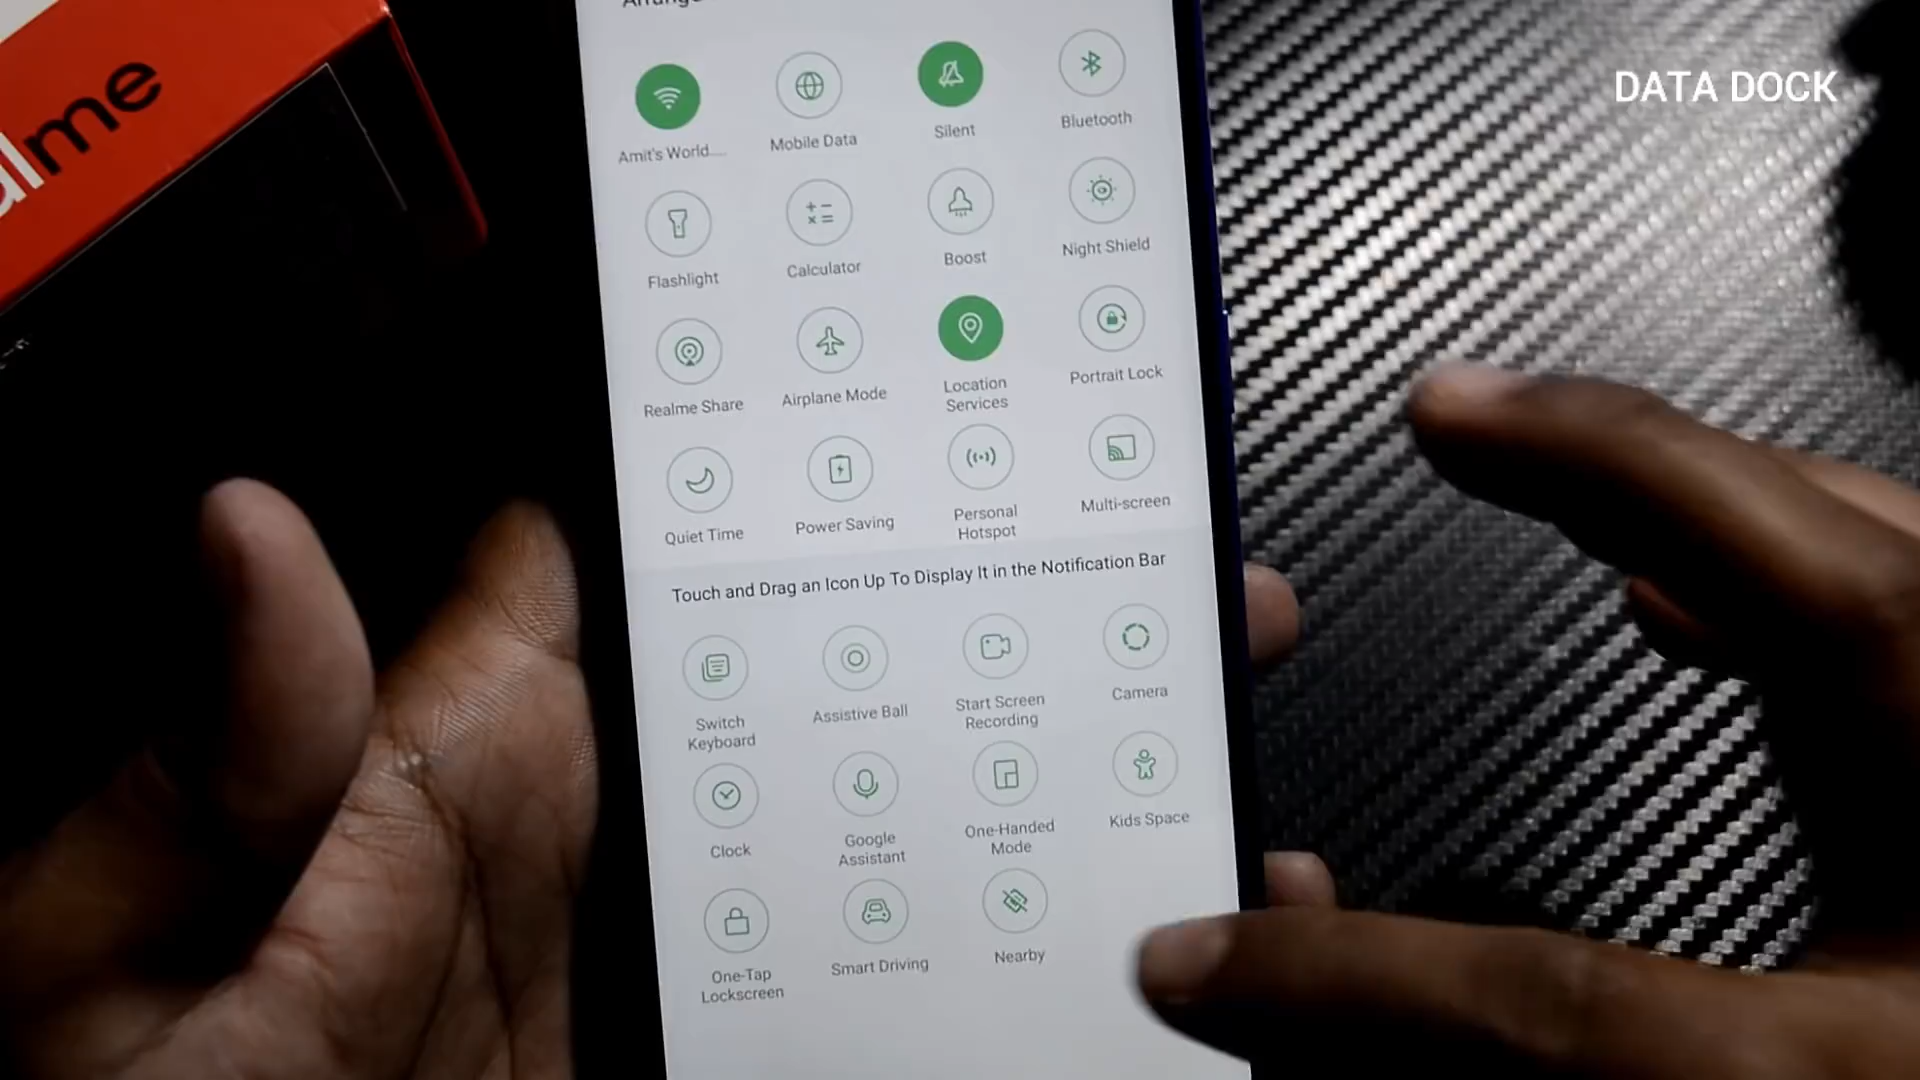 DATA DOCK
alme
Amit's World....
Mobile Data
Silent
Bluetooth
Flashlight
Calculator
Boost
Night Shield
Realme Share
Airplane Mode
Location
Services
Portrait Lock
Quiet Time
Power Saving
Personal
Hotspot
Multi-screen
Touch and Drag an Icon Up To Display It in the Notification Bar
Switch
Keyboard
Assistive Ball
Start Screen
Recording
Camera
Clock
Google
Assistant
One-Handed
Mode
Kids Space
One-Tap
Lockscreen
Smart Driving
Nearby